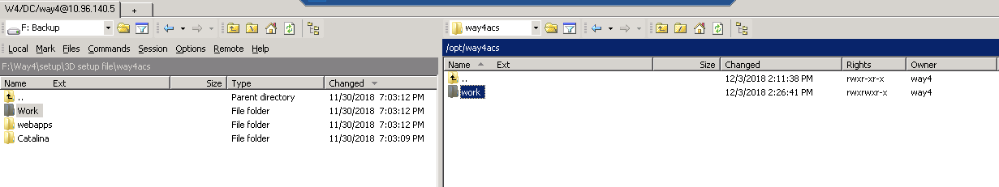 W4/DC/way4@10.96.140.5 +
F: Backup
way4acs
Local Mark Files Commands Session Options Remote Help
/opt/way4acs
F:\Way4\setup\3D setup file\way4acs
Name Ext Size Changed Rights Owner
Name Ext Size Type Changed
.. 12/3/2018 2:11:38 PM rwxr-xr-x way4
work 12/3/2018 2:26:41 PM rwxrwxr-x way4
.. Parent directory 11/30/2018 7:03:12 PM
Work File folder 11/30/2018 7:03:12 PM
webapps File folder 11/30/2018 7:03:12 PM
Catalina File folder 11/30/2018 7:03:09 PM